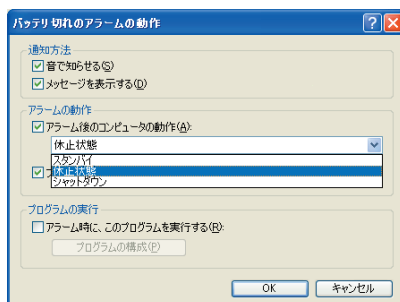 バッテリ切れのアラームの動作
通知方法
音で知らせる(S)
メッセージを表示する(D)
アラームの動作
アラーム後のコンピュータの動作(A):
休止状態
スタンバイ
休止状態
シャットダウン
プログラムの実行
アラーム時に、このプログラムを実行する(R):
プログラムの構成(P)
OK キャンセル